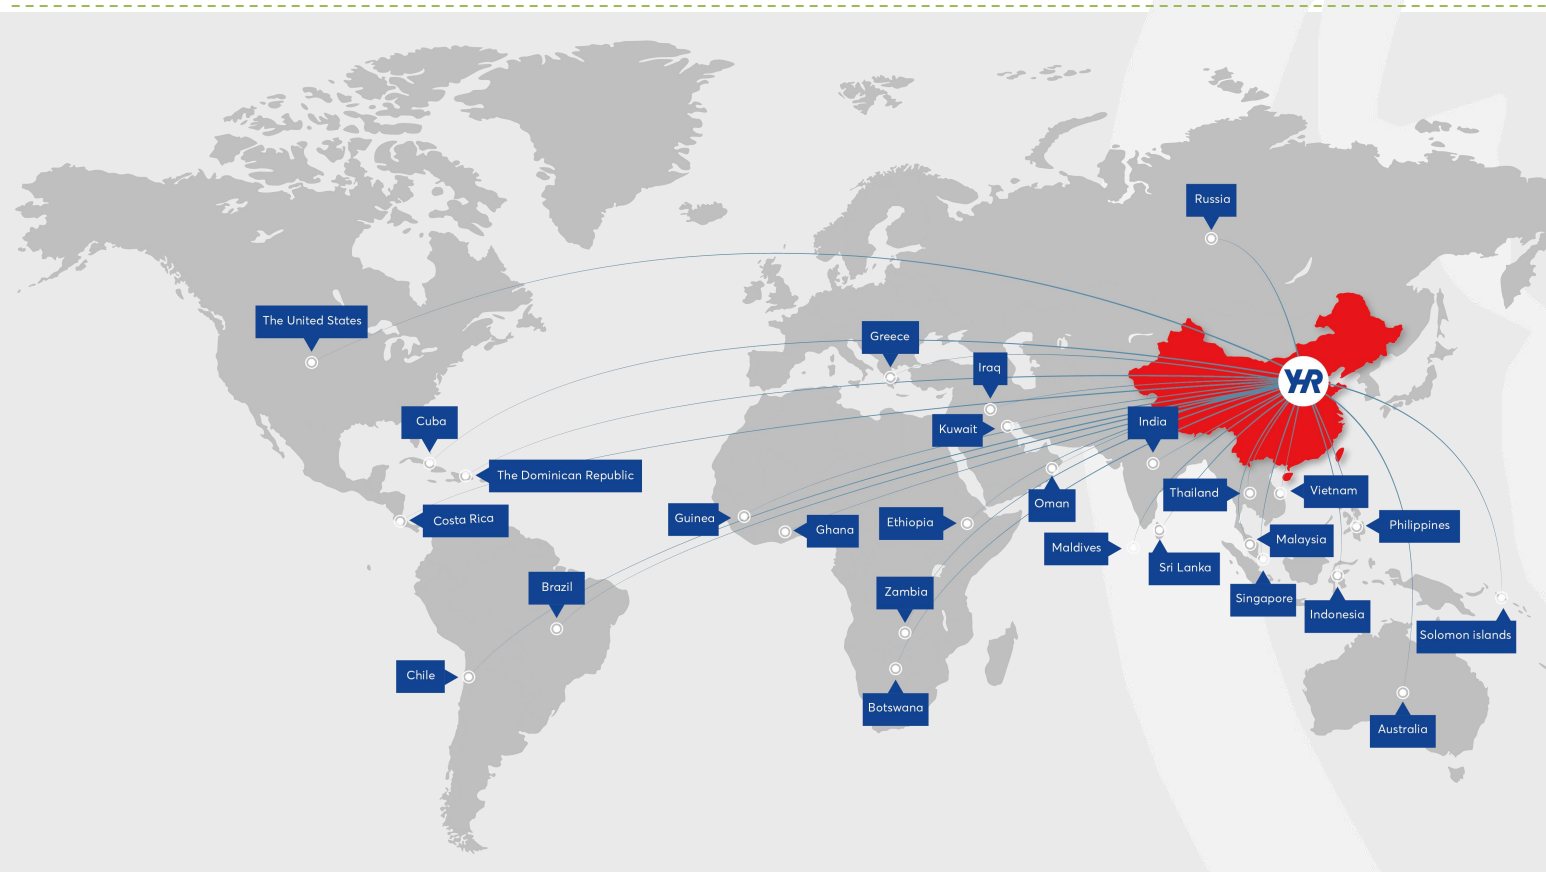 Russia
The United States
Greece
Iraq
YHR
Cuba
Kuwait
India
The Dominican Republic
Oman
Thailand
Vietnam
Costa Rica
Guinea
Ghana
Ethiopia
Philippines
Maldives
Malaysia
Sri Lanka
Brazil
Zambia
Singapore
Indonesia
Solomon islands
Chile
Botswana
Australia